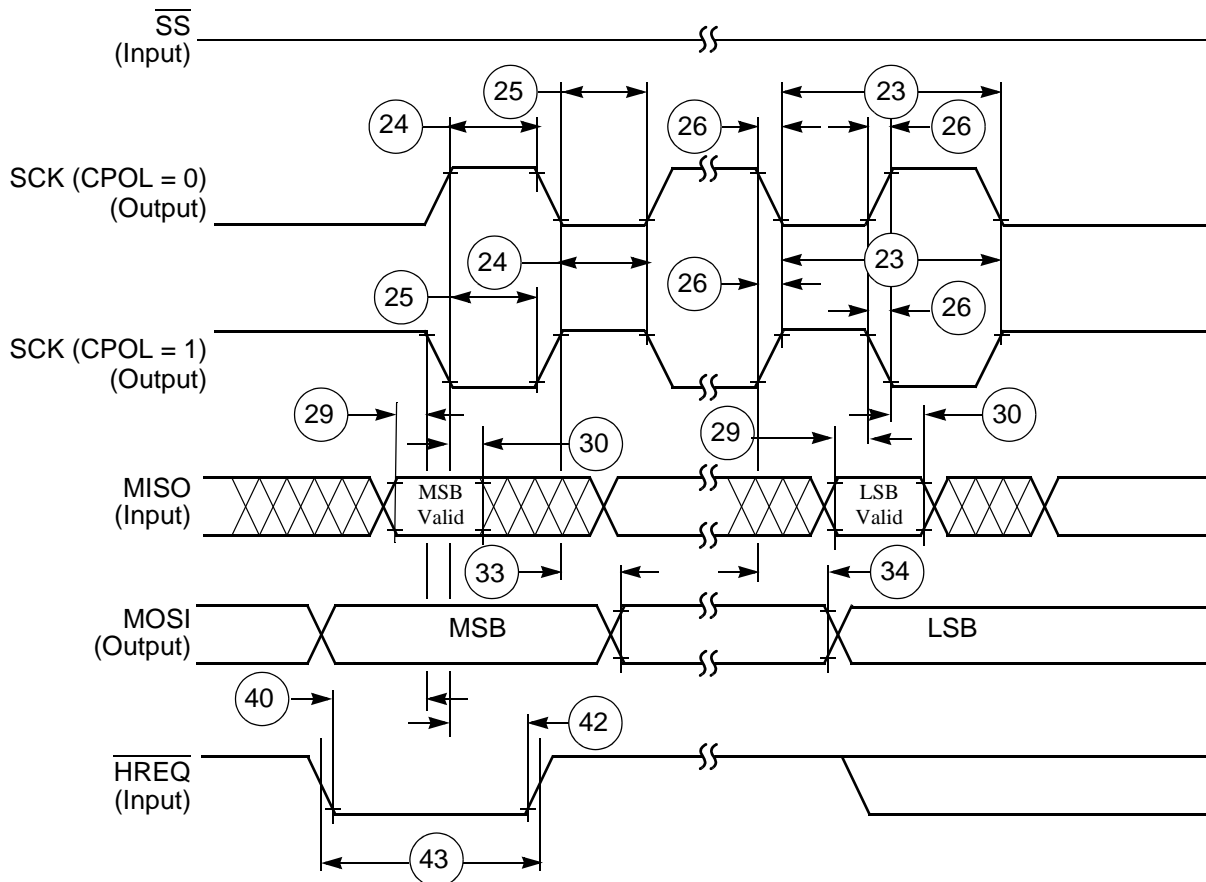 SS
(Input)
25
23
24
26
26
SCK (CPOL = 0)
(Output)
24
23
25
26
26
SCK (CPOL = 1)
(Output)
29
30
29
30
MISO
(Input)
MSB
Valid
LSB
Valid
33
34
MOSI
(Output)
MSB
LSB
40
42
HREQ
(Input)
43